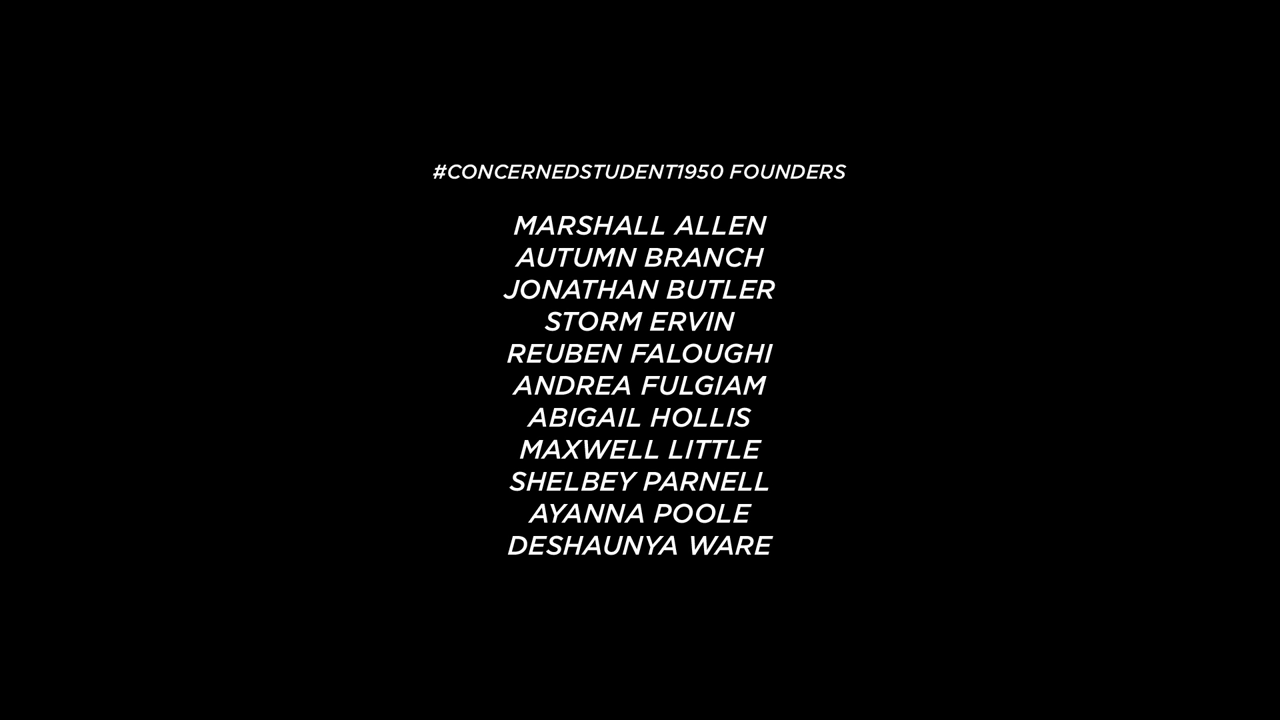 #CONCERNEDSTUDENT1950 FOUNDERS
MARSHALL ALLEN
AUTUMN BRANCH
JONATHAN BUTLER
STORM ERVIN
REUBEN FALOUGHI
ANDREA FULGIAM
ABIGAIL HOLLIS
MAXWELL LITTLE
SHELBEY PARNELL
AYANNA POOLE
DESHAUNYA WARE